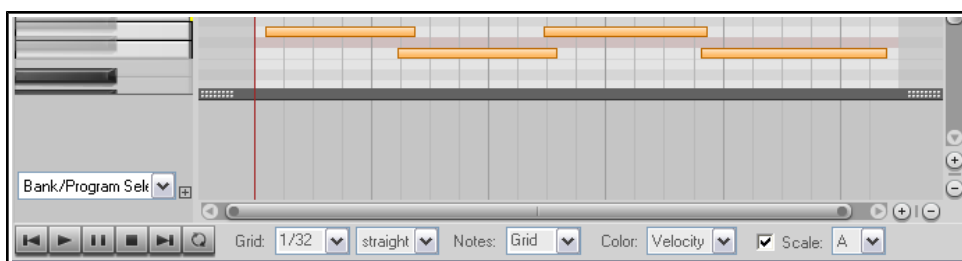 Bank/Program Sele
Grid: 1/32 straight Notes: Grid Color: Velocity Scale: A